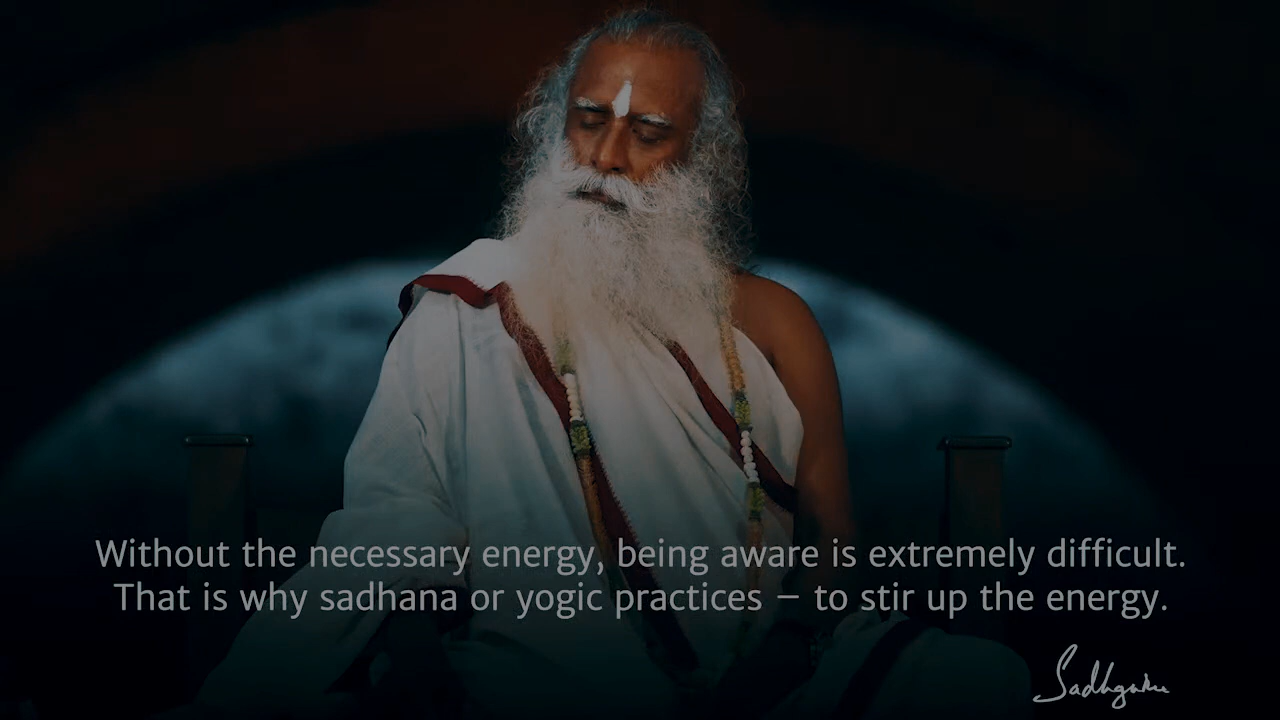 Without the necessary energy, being aware is extremely difficult.
That is why sadhana or yogic practices – to stir up the energy.
Sadhguru